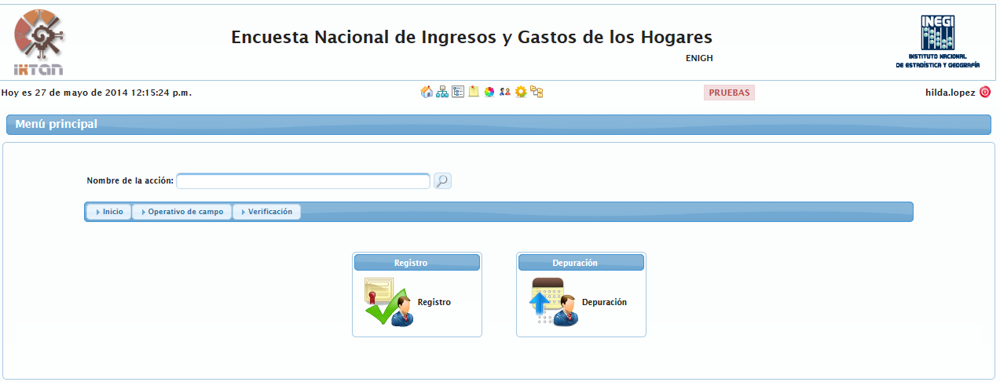 Encuesta Nacional de Ingresos y Gastos de los Hogares
ENIGH
iKTan
INEGI
INSTITUTO NACIONAL
DE ESTADÍSTICA Y GEOGRAFÍA
Hoy es 27 de mayo de 2014 12:15:24 p.m.
PRUEBAS
hilda.lopez
Menú principal
Nombre de la acción:
Inicio Operativo de campo Verificación
Registro Depuración
Registro Depuración